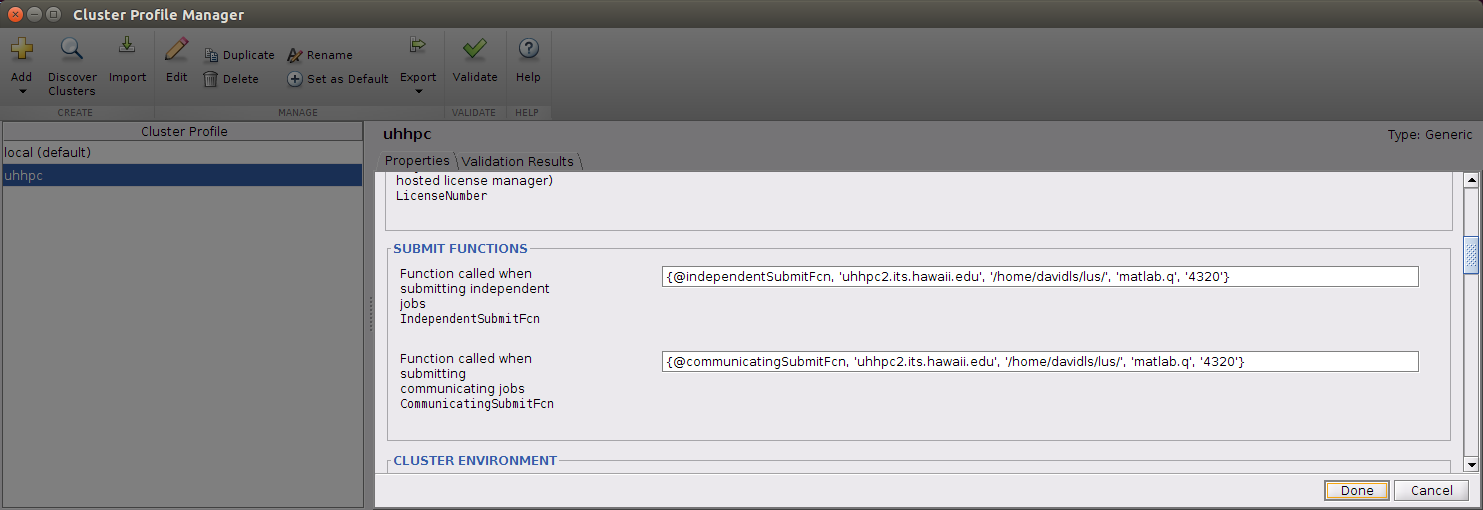 Cluster Profile Manager
Add
Discover
Clusters
Import
Edit
Duplicate
Delete
Rename
Set as Default
Export
Validate
Help
CREATE
MANAGE
VALIDATE
HELP
Cluster Profile
local (default)
uhhpc
uhhpc
Type: Generic
Properties
Validation Results
hosted license manager)
LicenseNumber
SUBMIT FUNCTIONS
Function called when
submitting independent
jobs
IndependentSubmitFcn
{@independentSubmitFcn, 'uhhpc2.its.hawaii.edu', '/home/davidls/lus/', 'matlab.q', '4320'}
Function called when
submitting
communicating jobs
CommunicatingSubmitFcn
{@communicatingSubmitFcn, 'uhhpc2.its.hawaii.edu', '/home/davidls/lus/', 'matlab.q', '4320'}
CLUSTER ENVIRONMENT
Done
Cancel